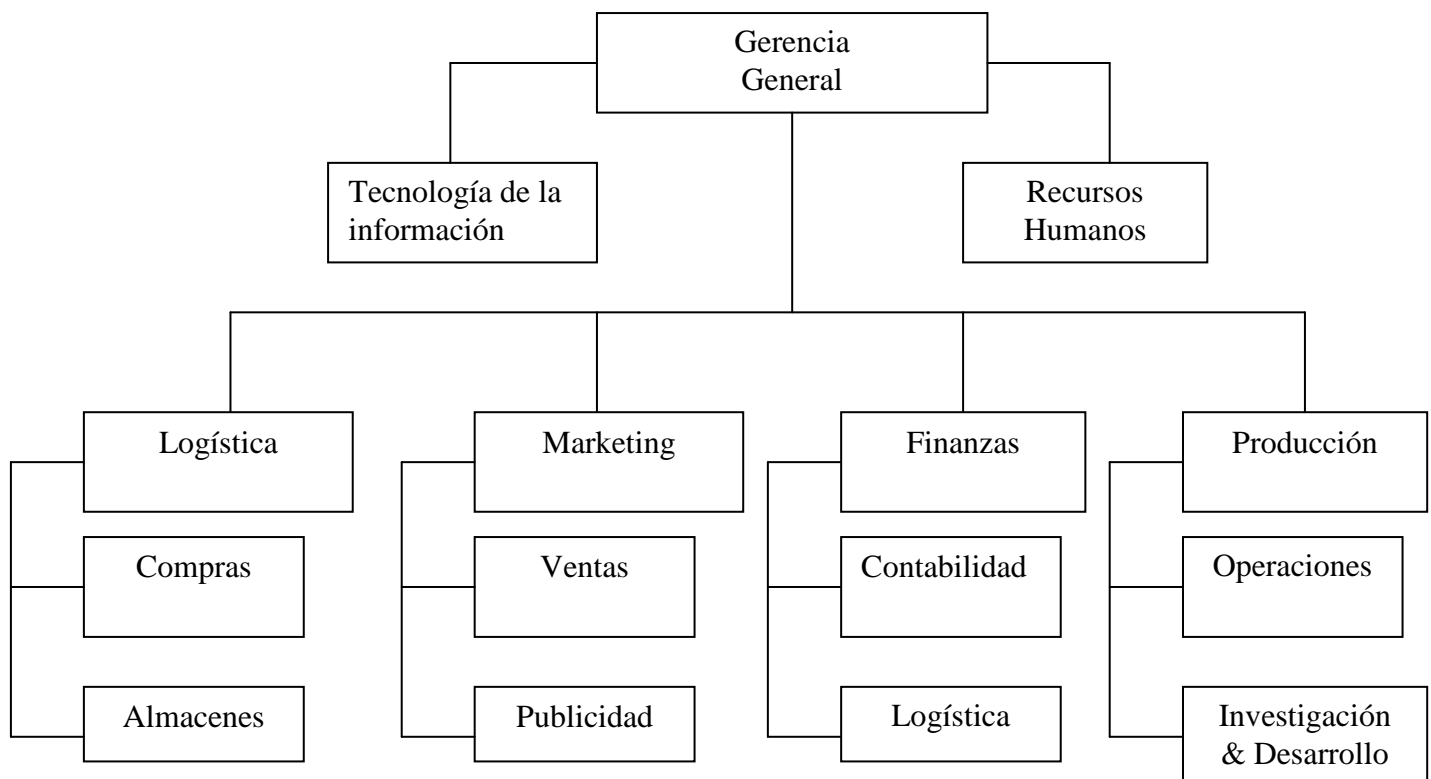 Gerencia
General
Tecnología de la
información
Recursos
Humanos
Logística
Marketing
Finanzas
Producción
Compras
Ventas
Contabilidad
Operaciones
Almacenes
Publicidad
Logística
Investigación
& Desarrollo